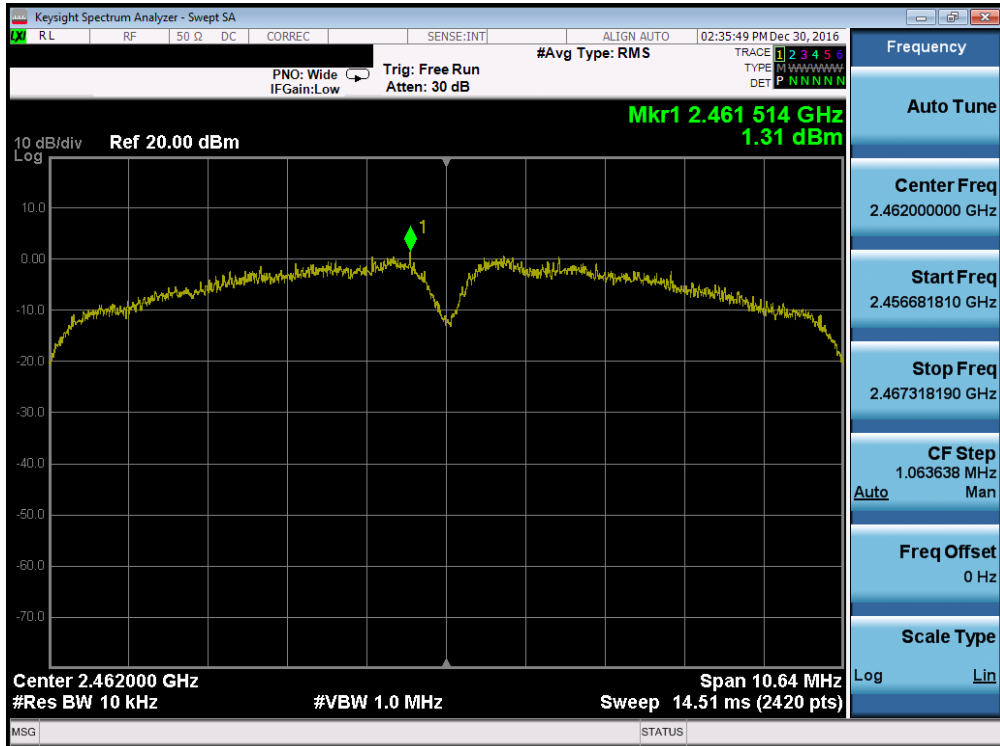 Keysight Spectrum Analyzer - Swept SA
LXI RL RF 50 Ω DC CORREC SENSE:INT ALIGN AUTO 02:35:49 PM Dec 30, 2016
#Avg Type: RMS
TRACE 1 2 3 4 5 6
TYPE M WWWWW
DET P N N N N N
PNO: Wide
IFGain:Low
Trig: Free Run
Atten: 30 dB
Mkr1 2.461 514 GHz
1.31 dBm
10 dB/div Ref 20.00 dBm
Log
10.0
0.00
-10.0
-20.0
-30.0
-40.0
-50.0
-60.0
-70.0
1
Center 2.462000 GHz Span 10.64 MHz
#Res BW 10 kHz #VBW 1.0 MHz Sweep 14.51 ms (2420 pts)
MSG STATUS
Frequency
Auto Tune
Center Freq
2.462000000 GHz
Start Freq
2.456681810 GHz
Stop Freq
2.467318190 GHz
CF Step
1.063638 MHz
Auto Man
Freq Offset
0 Hz
Scale Type
Log Lin